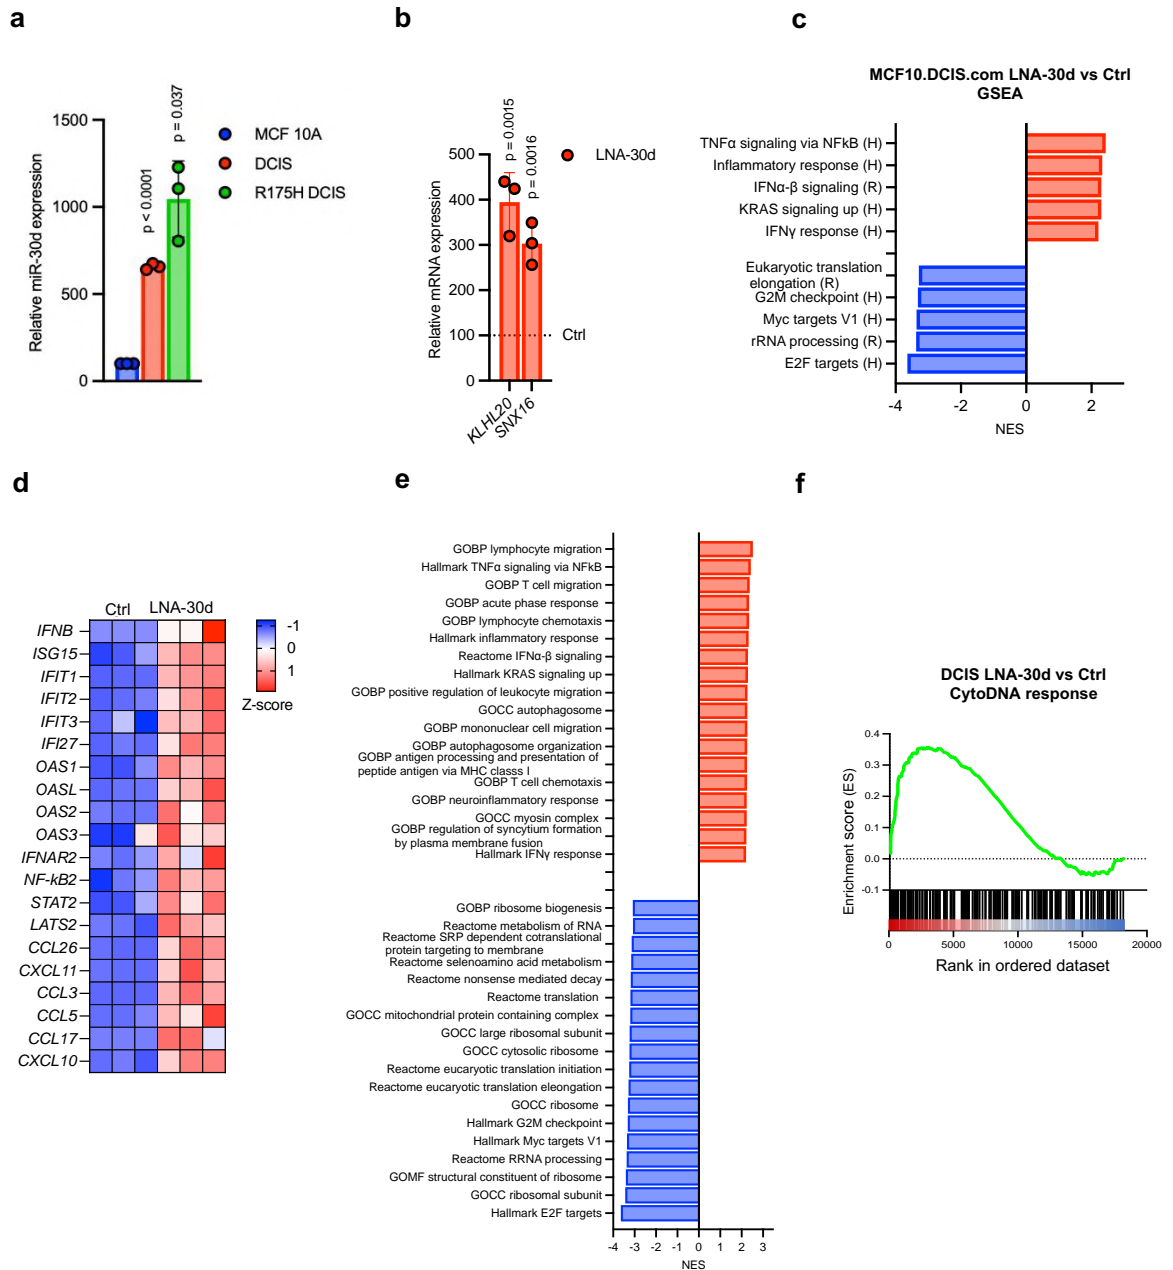 a
1500
1000
500
0
Relative miR-30d expression
p < 0.0001
p = 0.037
MCF 10A
DCIS
R175H DCIS
b
500
400
300
200
100
0
Relative mRNA expression
p = 0.0015
p = 0.0016
LNA-30d
Ctrl
KLHL20
SNX16
c
MCF10.DCIS.com LNA-30d vs Ctrl
GSEA
TNFα signaling via NFkB (H)
Inflammatory response (H)
IFNα-β signaling (R)
KRAS signaling up (H)
IFNγ response (H)
Eukaryotic translation
elongation (R)
G2M checkpoint (H)
Myc targets V1 (H)
rRNA processing (R)
E2F targets (H)
-4 -2 0 2
NES
d
Ctrl LNA-30d
IFNB
ISG15
IFIT1
IFIT2
IFIT3
IFI27
OAS1
OASL
OAS2
OAS3
IFNAR2
NF-kB2
STAT2
LATS2
CCL26
CXCL11
CCL3
CCL5
CCL17
CXCL10
-1
0
1
Z-score
e
GOBP lymphocyte migration
Hallmark TNFα signaling via NFkB
GOBP T cell migration
GOBP acute phase response
GOBP lymphocyte chemotaxis
Hallmark inflammatory response
Reactome IFNα-β signaling
Hallmark KRAS signaling up
GOBP positive regulation of leukocyte migration
GOCC autophagosome
GOBP mononuclear cell migration
GOBP autophagosome organization
GOBP antigen processing and presentation of
peptide antigen via MHC classs I
GOBP T cell chemotaxis
GOBP neuroinflammatory response
GOCC myosin complex
GOBP regulation of syncytium formation
by plasma membrane fusion
Hallmark IFNγ response
GOBP ribosome biogenesis
Reactome metabolism of RNA
Reactome SRP dependent cotranslational
protein targeting to membrane
Reactome selenoamino acid metabolism
Reactome nonsense mediated decay
Reactome translation
GOCC mitochondrial protein containing complex
GOCC large ribosomal subunit
GOCC cytosolic ribosome
Reactome eukaryotic translation initiation
Reactome eukaryotic translation eleongation
GOCC ribosome
Hallmark G2M checkpoint
Hallmark Myc targets V1
Reactome RRNA processing
GOMF structural constituent of ribosome
GOCC ribosomal subunit
Hallmark E2F targets
-4 -3 -2 -1 0 1 2 3
NES
f
DCIS LNA-30d vs Ctrl
CytoDNA response
0.4
0.3
0.2
0.1
0.0
-0.1
Enrichment score (ES)
0 5000 10000 15000 20000
Rank in ordered dataset